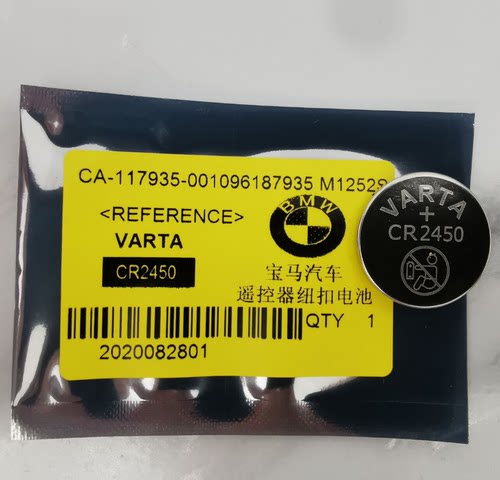 CA-117935-001096187935 M1252S
<REFERENCE>
VARTA
CR2450
BMW
宝马汽车
遥控器纽扣电池
QTY 1
2020082801
VARTA
+
CR2450